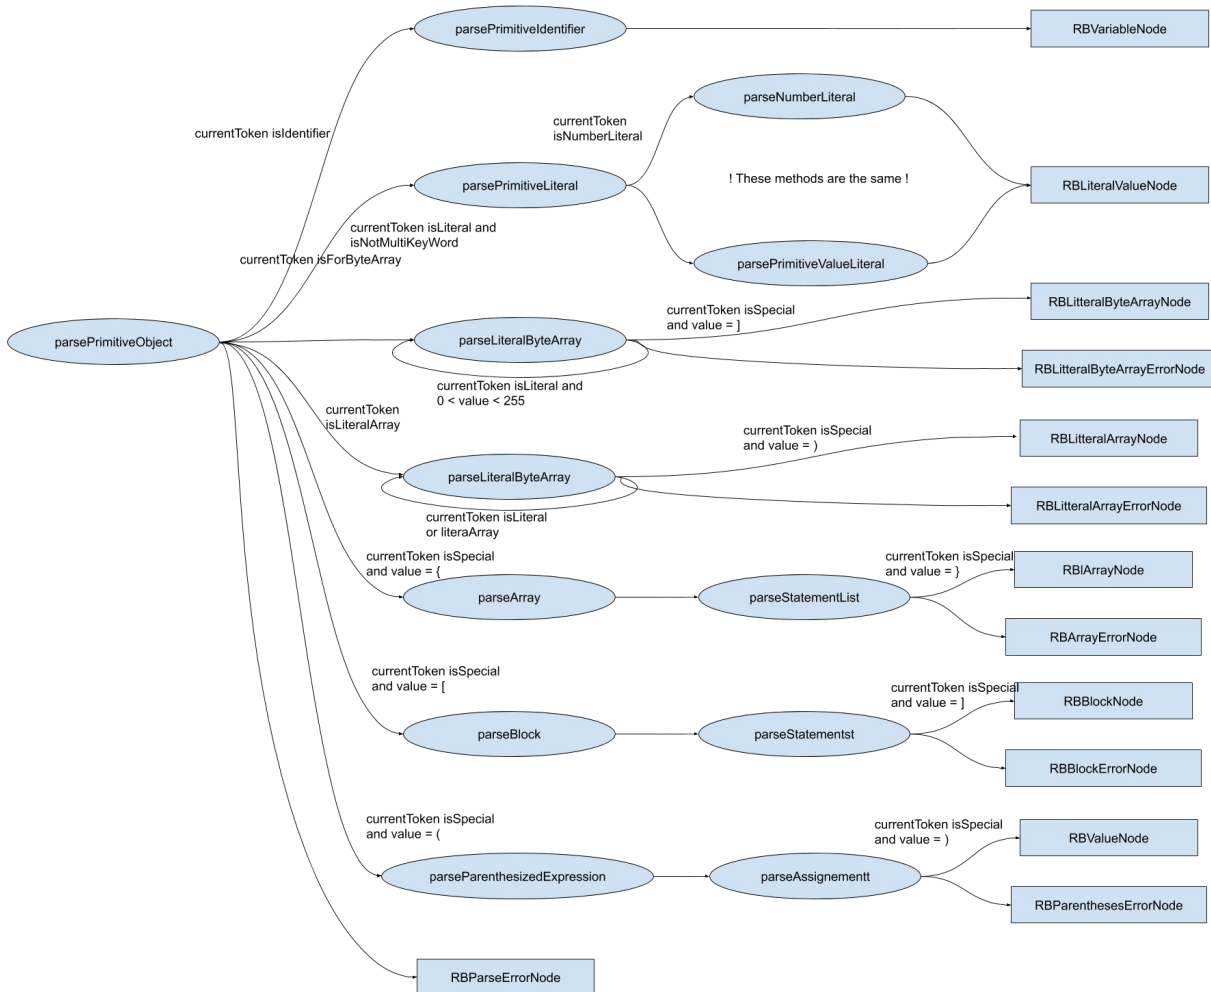 parsePrimitiveIdentifier
RBVariableNode
parseNumberLiteral
currentToken
isNumberLiteral
currentToken isIdentifier
! These methods are the same !
parsePrimitiveLiteral
RBLiteralValueNode
currentToken isLiteral and
isNotMultiKeyWord
currentToken isForByteArray
parsePrimitiveValueLiteral
currentToken isSpecial
and value = ]
RBLitteralByteArrayNode
parsePrimitiveObject
parseLiteralByteArray
RBLitteralByteArrayErrorNode
currentToken isLiteral and
0 < value < 255
currentToken
isLiteralArray
currentToken isSpecial
and value = )
RBLitteralArrayNode
parseLiteralByteArray
RBLitteralArrayErrorNode
currentToken isLiteral
or literaArray
currentToken isSpecial
and value = {
currentToken isSpecial
and value = }
RBlArrayNode
parseArray
parseStatementList
RBArrayErrorNode
currentToken isSpecial
and value = [
currentToken isSpecial
and value = ]
RBBlockNode
parseBlock
parseStatementst
RBBlockErrorNode
currentToken isSpecial
and value = (
currentToken isSpecial
and value = )
RBValueNode
parseParenthesizedExpression
parseAssignementt
RBParenthesesErrorNode
RBParseErrorNode